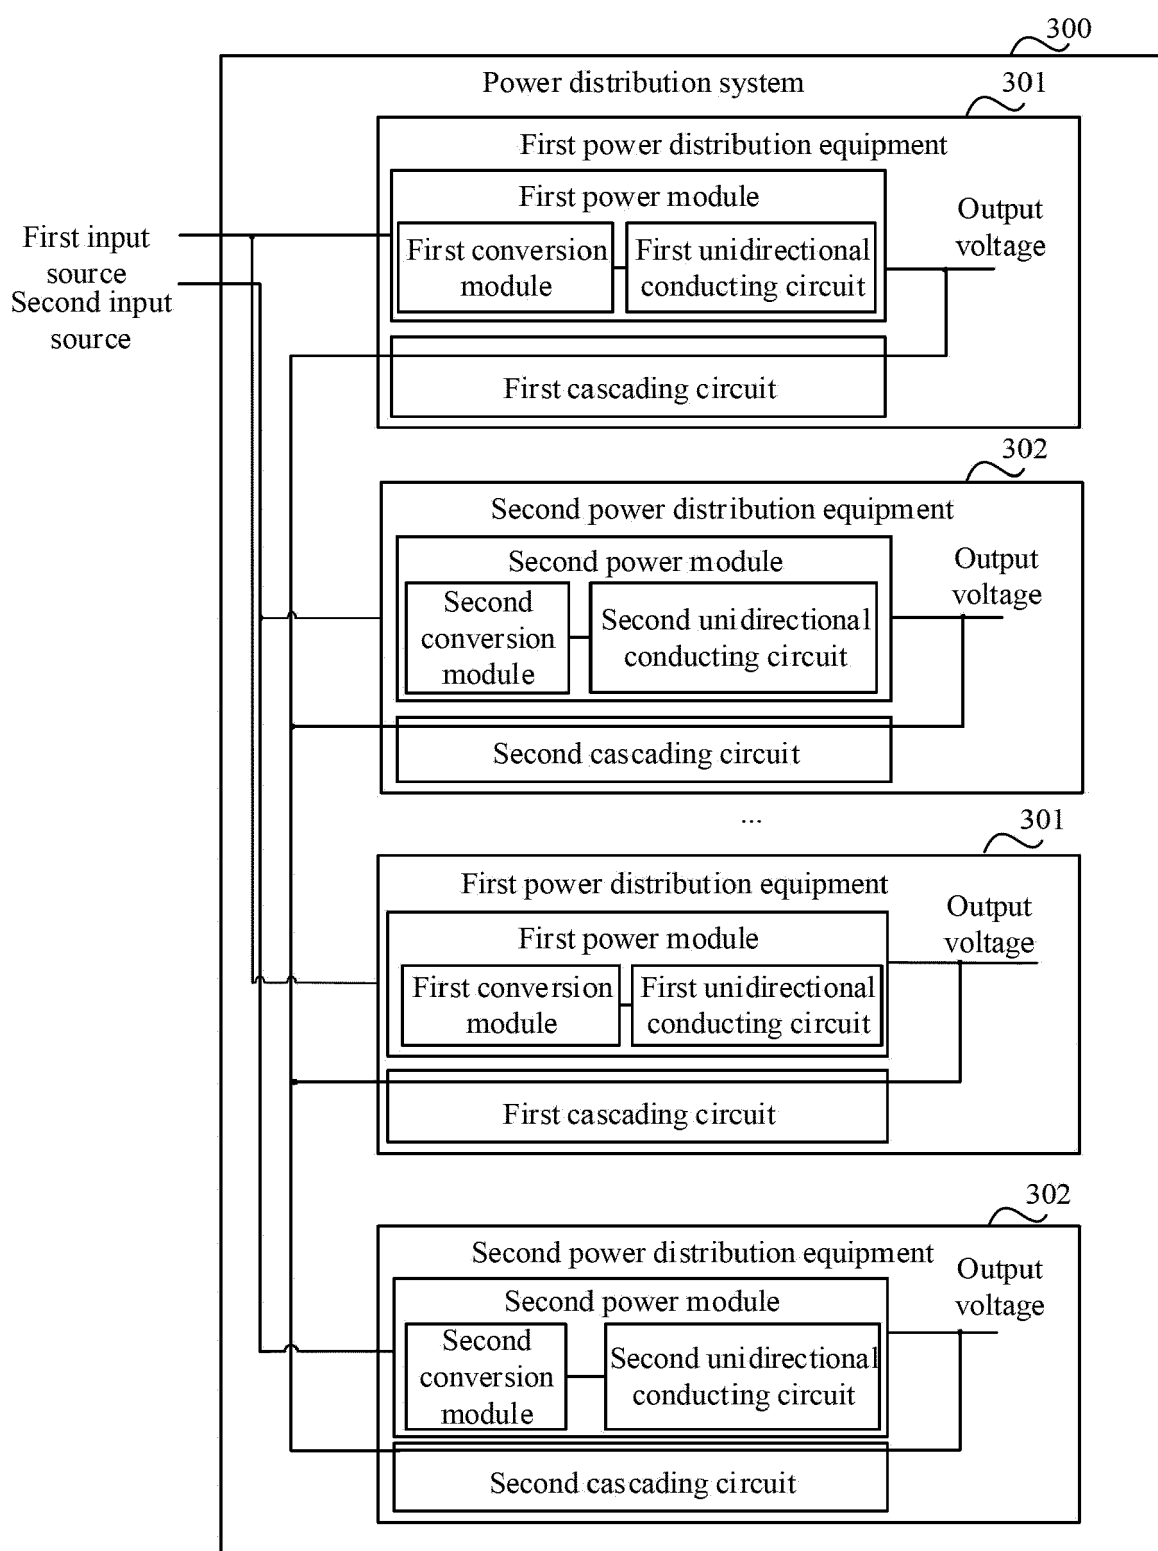 300
Power distribution system
301
First power distribution equipment
First power module
First conversion
module
First unidirectional
conducting circuit
Output
voltage
First input
source
Second input
source
First cascading circuit
302
Second power distribution equipment
Second power module
Second
conversion
module
Second unidirectional
conducting circuit
Output
voltage
Second cascading circuit
...
301
First power distribution equipment
First power module
First conversion
module
First unidirectional
conducting circuit
Output
voltage
First cascading circuit
302
Second power distribution equipment
Second power module
Second
conversion
module
Second unidirectional
conducting circuit
Output
voltage
Second cascading circuit